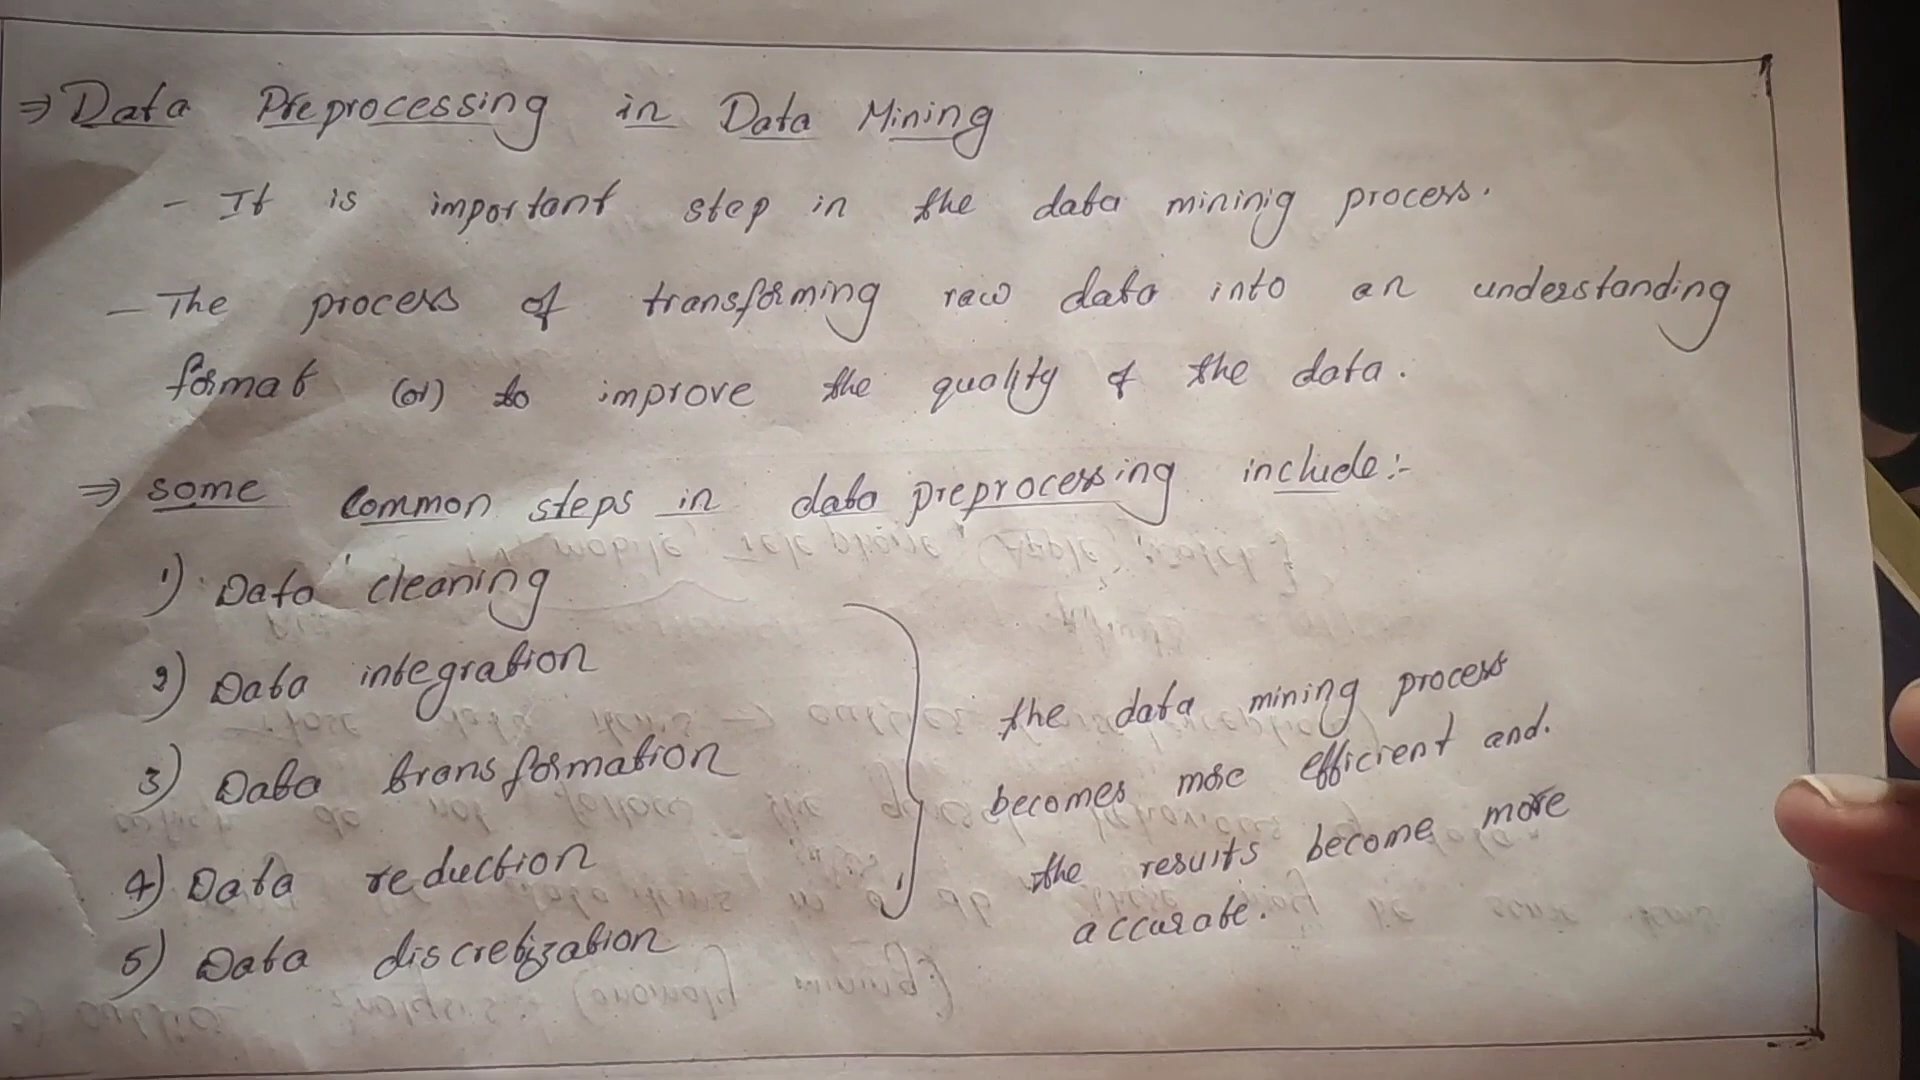 ⇒ Data Preprocessing in Data Mining
- It is important step in the data mining process.
- The process of transforming raw data into an understanding
format (or) to improve the quality of the data.
⇒ some common steps in data preprocessing include:-
1) Data cleaning
2) Data integration
3) Data transformation
4) Data reduction
5) Data discretization
the data mining process
becomes more efficient and.
the results become more
accurate.